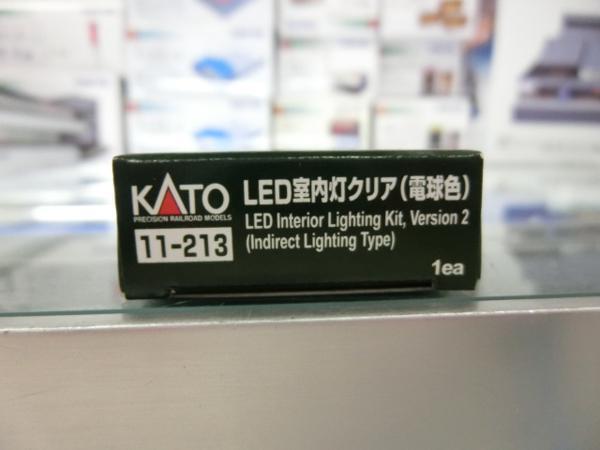 KATO
PRECISION RAILROAD MODELS
11-213
LED室内灯クリア(電球色)
LED Interior Lighting Kit, Version 2
(Indirect Lighting Type)
1ea